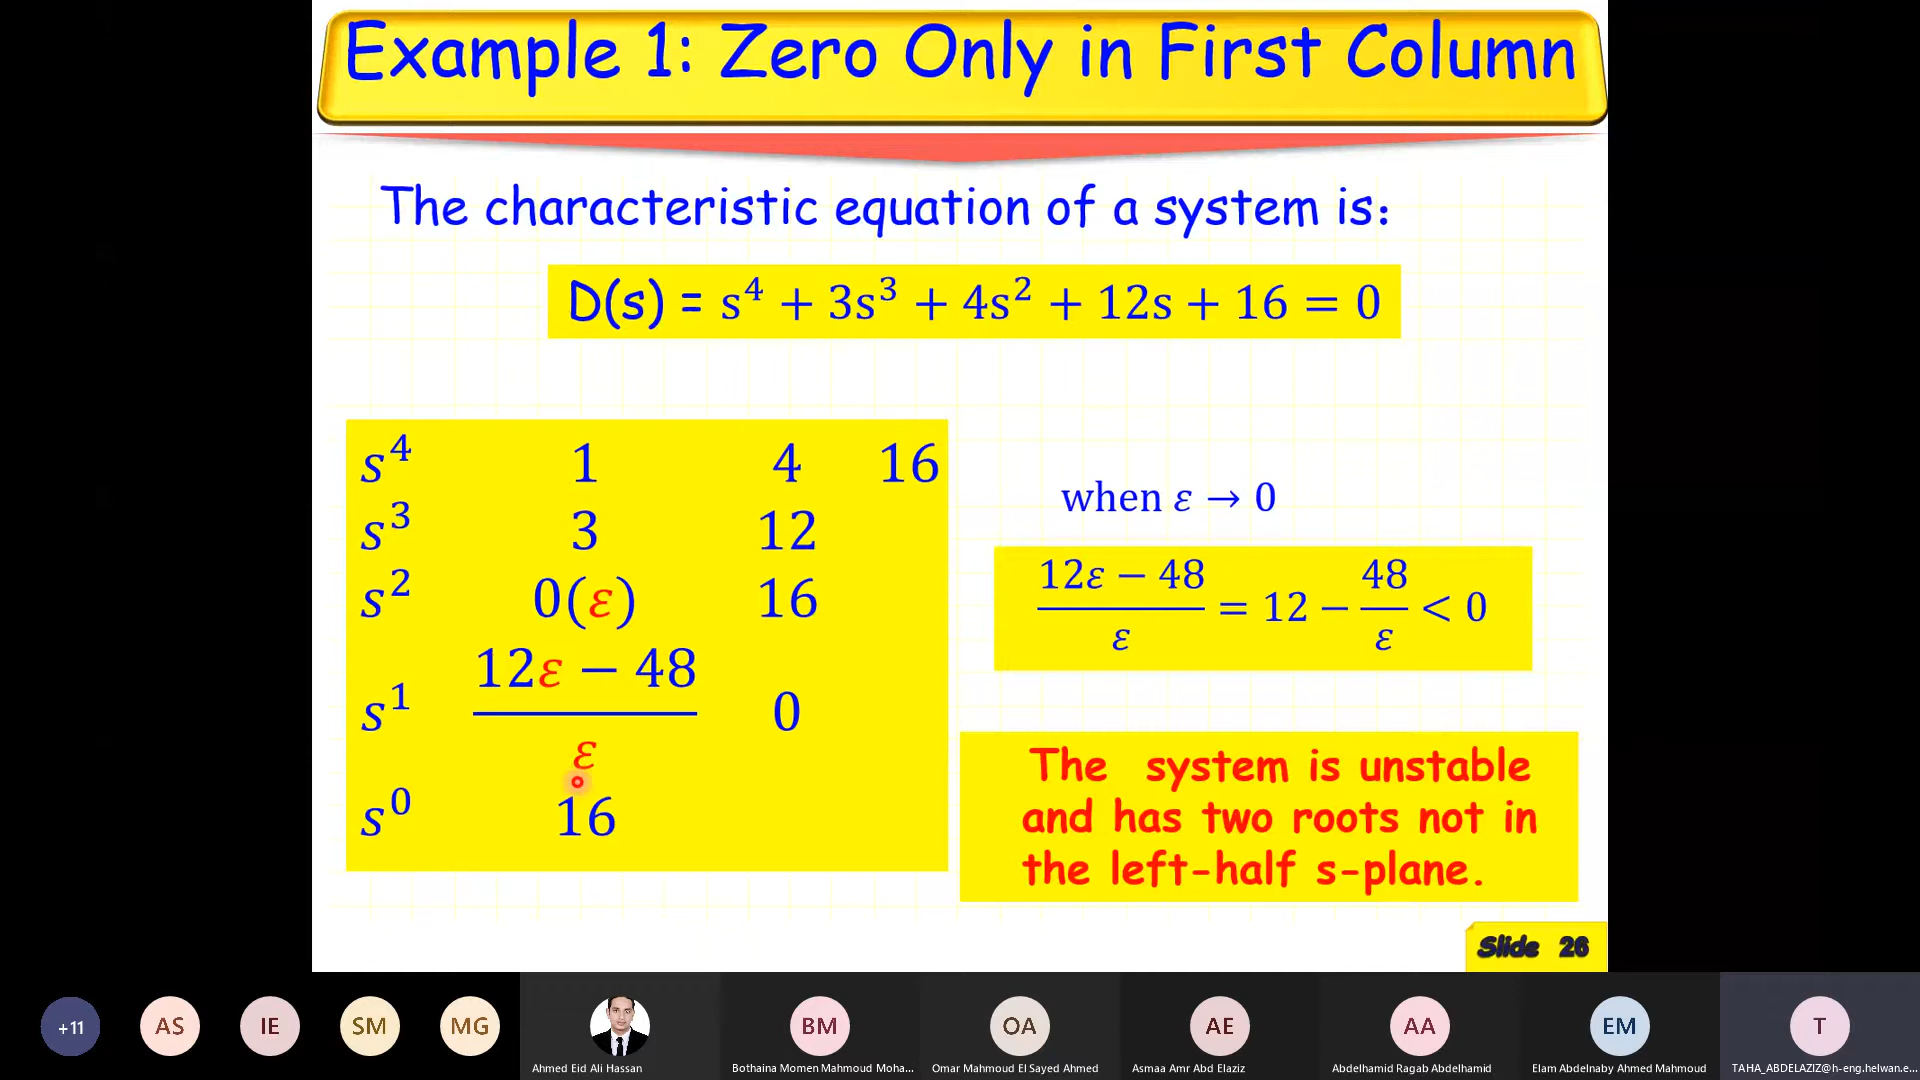 Example 1: Zero Only in First Column
The characteristic equation of a system is:
D(s) = s⁴ + 3s³ + 4s² + 12s + 16 = 0
s⁴ 1 4 16
s³ 3 12
s² 0(ε) 16
s¹ (12ε − 48)/ε 0
s⁰ 16
when ε → 0
(12ε − 48)/ε = 12 − 48/ε < 0
The system is unstable
and has two roots not in
the left-half s-plane.
Slide 26
+11 AS IE SM MG BM OA AE AA EM T
Ahmed Eid Ali Hassan
Bothaina Momen Mahmoud Moha...
Omar Mahmoud El Sayed Ahmed
Asmaa Amr Abd Elaziz
Abdelhamid Ragab Abdelhamid
Elam Abdelnaby Ahmed Mahmoud
TAHA_ABDELAZIZ@h-eng.helwan.e...